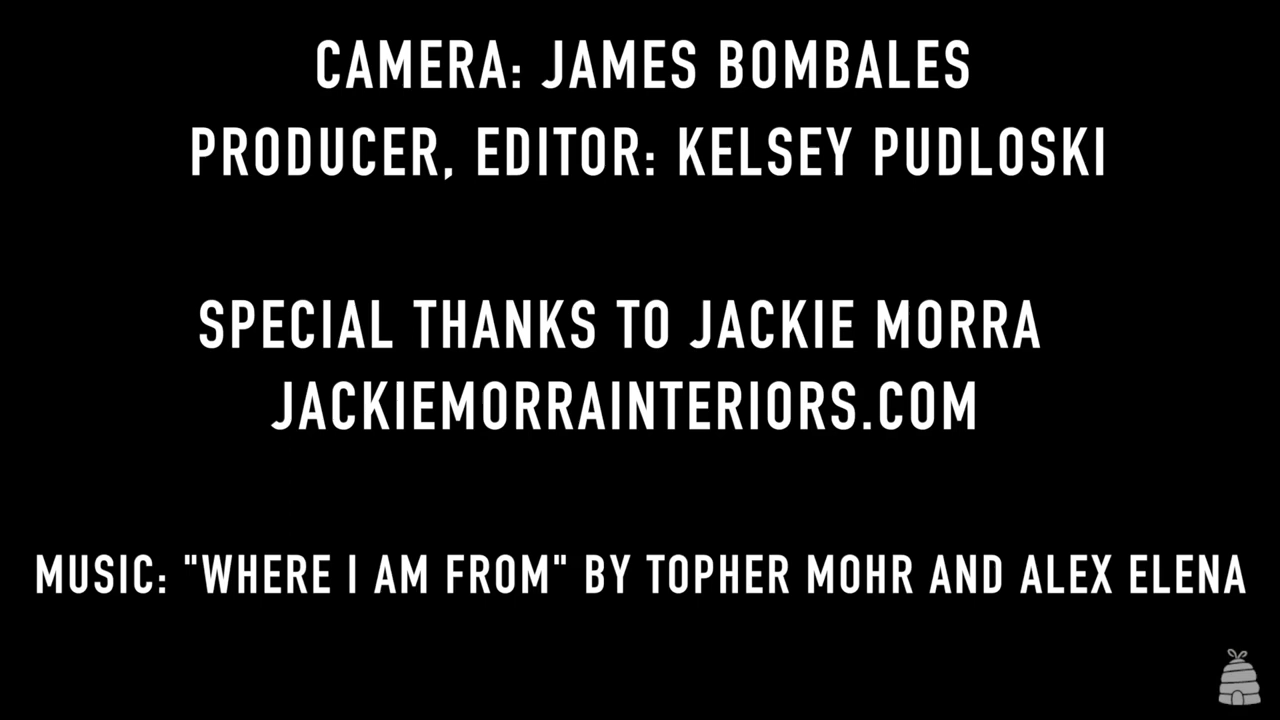 CAMERA: JAMES BOMBALES
PRODUCER, EDITOR: KELSEY PUDLOSKI
SPECIAL THANKS TO JACKIE MORRA
JACKIEMORRAINTERIORS.COM
MUSIC: "WHERE I AM FROM" BY TOPHER MOHR AND ALEX ELENA